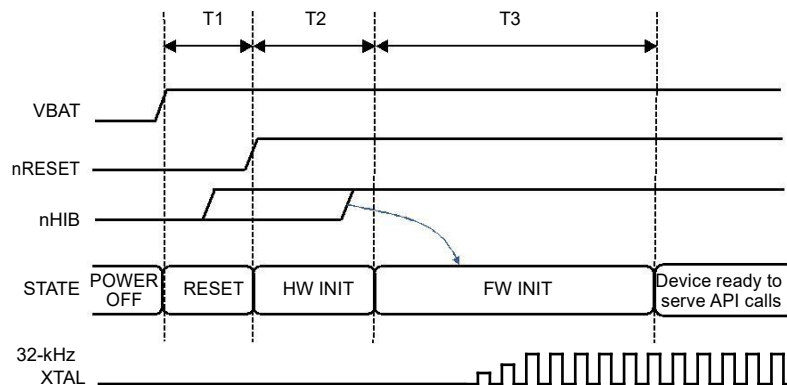 T1 T2 T3
VBAT
nRESET
nHIB
STATE POWER OFF RESET HW INIT FW INIT Device ready to serve API calls
32-kHz
XTAL